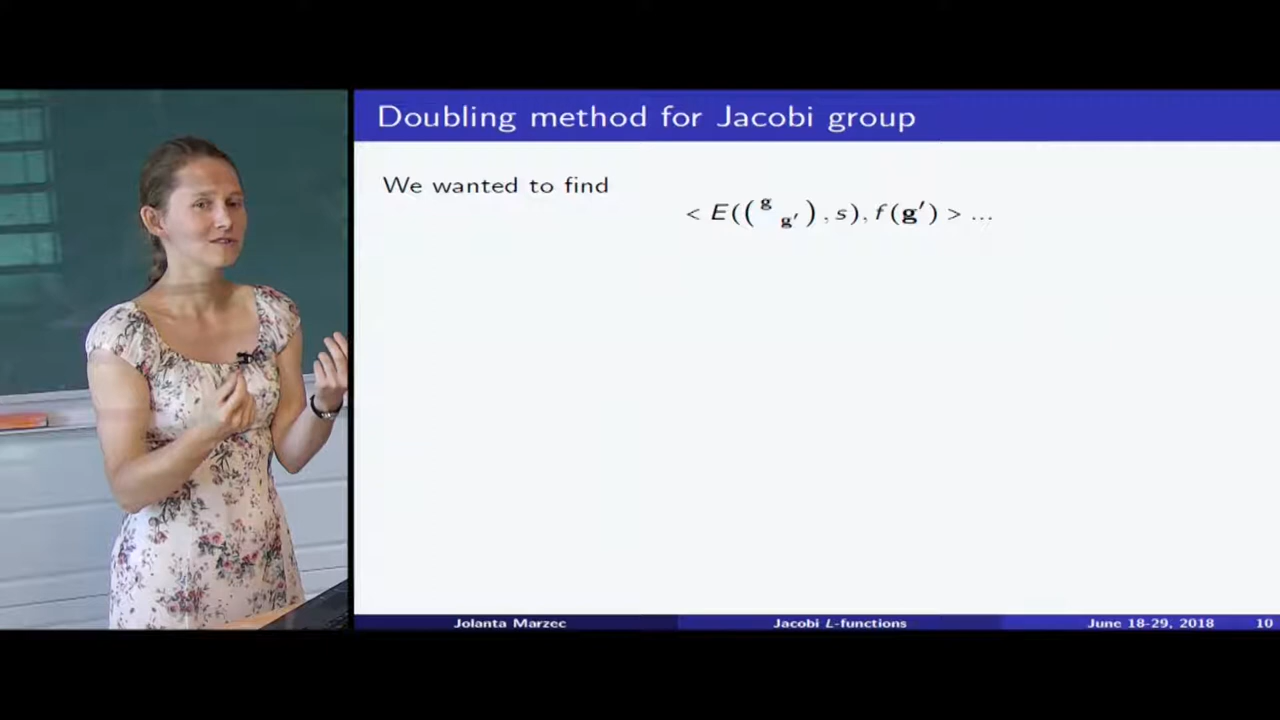 Doubling method for Jacobi group
We wanted to find
< E(( g g′ ) , s), f(g′) > ...
Jolanta Marzec Jacobi L-functions June 18-29, 2018 10